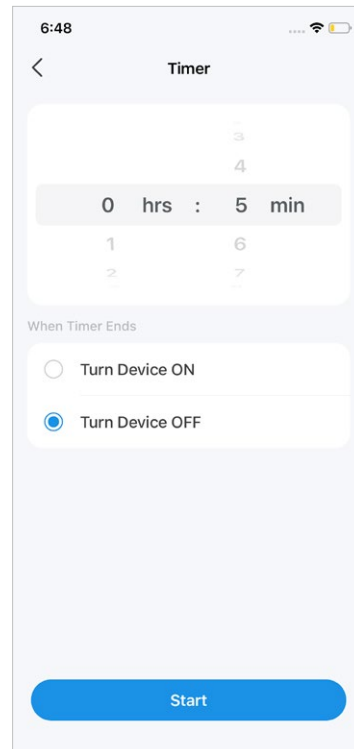 6:48
Timer
3
4
0 hrs : 5 min
1 6
2 7
When Timer Ends
Turn Device ON
Turn Device OFF
Start